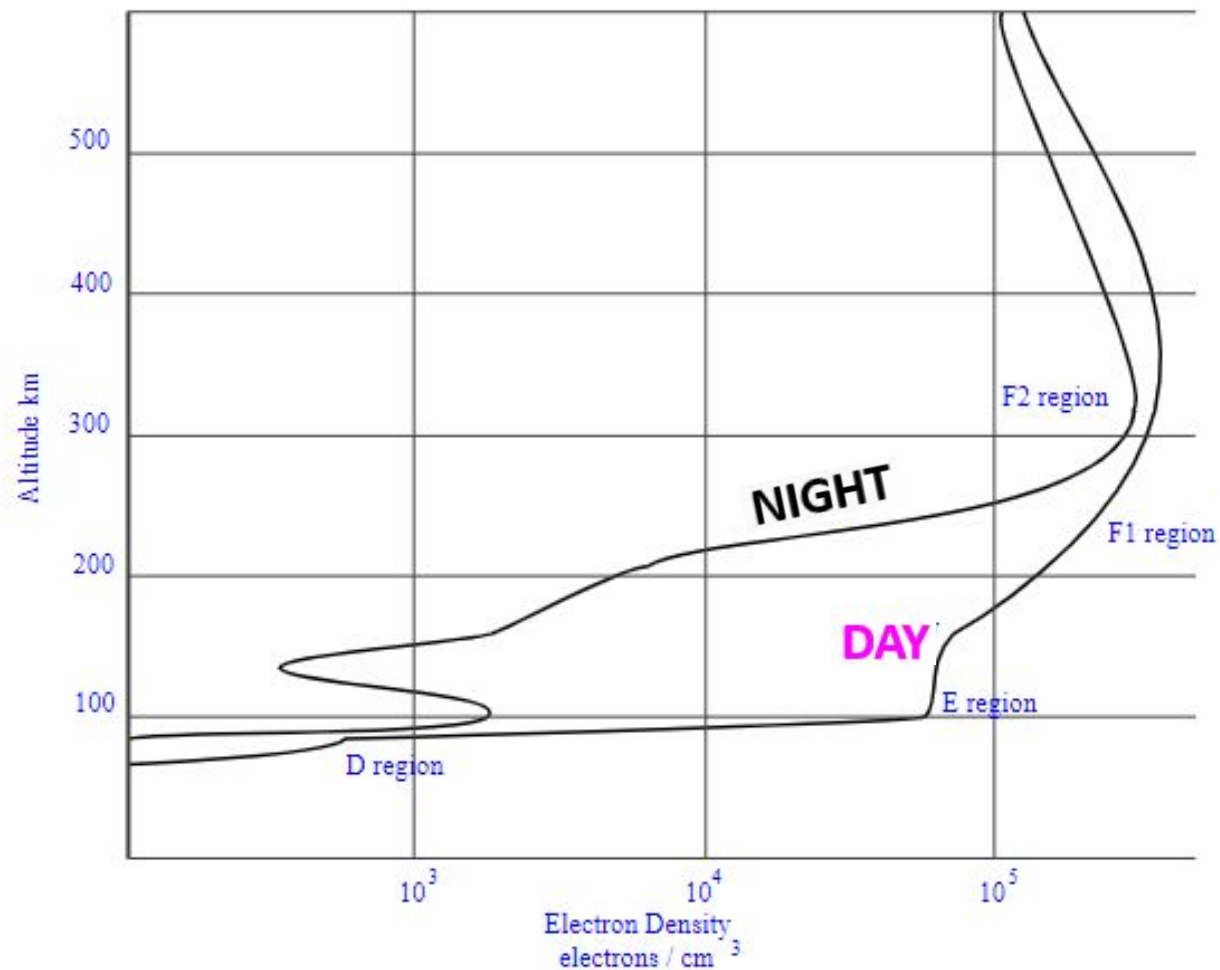 500
400
Altitude km
F2 region
300
NIGHT
F1 region
200
DAY
100
E region
D region
10^3
10^4
10^5
Electron Density
electrons / cm^3